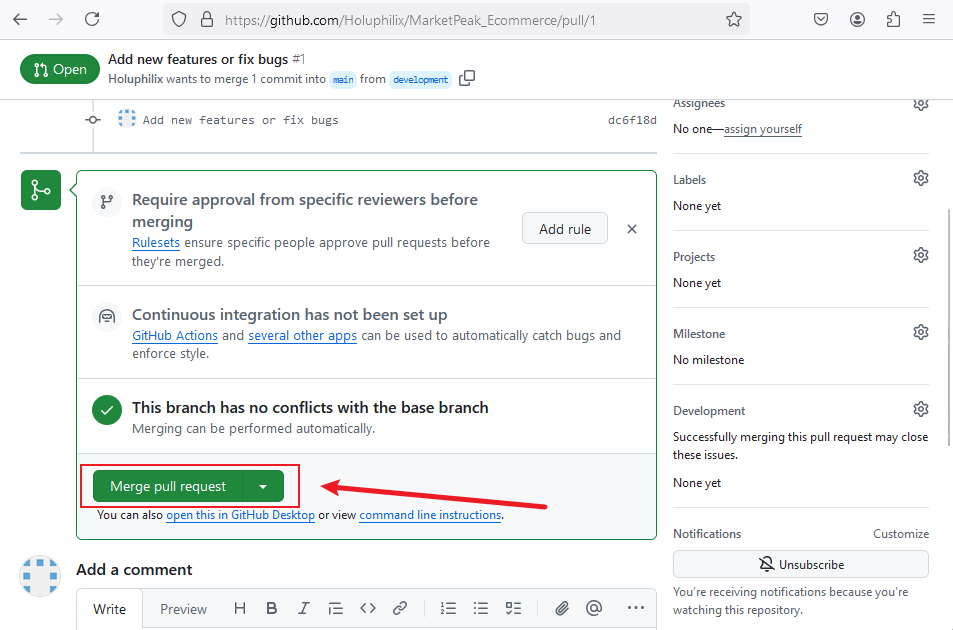 https://github.com/Holuphilix/MarketPeak_Ecommerce/pull/1
Open
Add new features or fix bugs #1
Holuphilix wants to merge 1 commit into main from development
Add new features or fix bugs dc6f18d
Require approval from specific reviewers before
merging
Rulesets ensure specific people approve pull requests before
they're merged.
Add rule
Continuous integration has not been set up
GitHub Actions and several other apps can be used to automatically catch bugs and
enforce style.
This branch has no conflicts with the base branch
Merging can be performed automatically.
Merge pull request
You can also open this in GitHub Desktop or view command line instructions.
Add a comment
Write Preview H B I
Assignees
No one—assign yourself
Labels
None yet
Projects
None yet
Milestone
No milestone
Development
Successfully merging this pull request may close
these issues.
None yet
Notifications Customize
Unsubscribe
You're receiving notifications because you're
watching this repository.